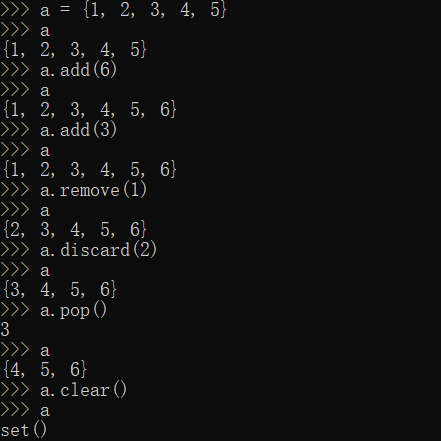 >>> a = {1, 2, 3, 4, 5}
>>> a
{1, 2, 3, 4, 5}
>>> a.add(6)
>>> a
{1, 2, 3, 4, 5, 6}
>>> a.add(3)
>>> a
{1, 2, 3, 4, 5, 6}
>>> a.remove(1)
>>> a
{2, 3, 4, 5, 6}
>>> a.discard(2)
>>> a
{3, 4, 5, 6}
>>> a.pop()
3
>>> a
{4, 5, 6}
>>> a.clear()
>>> a
set()